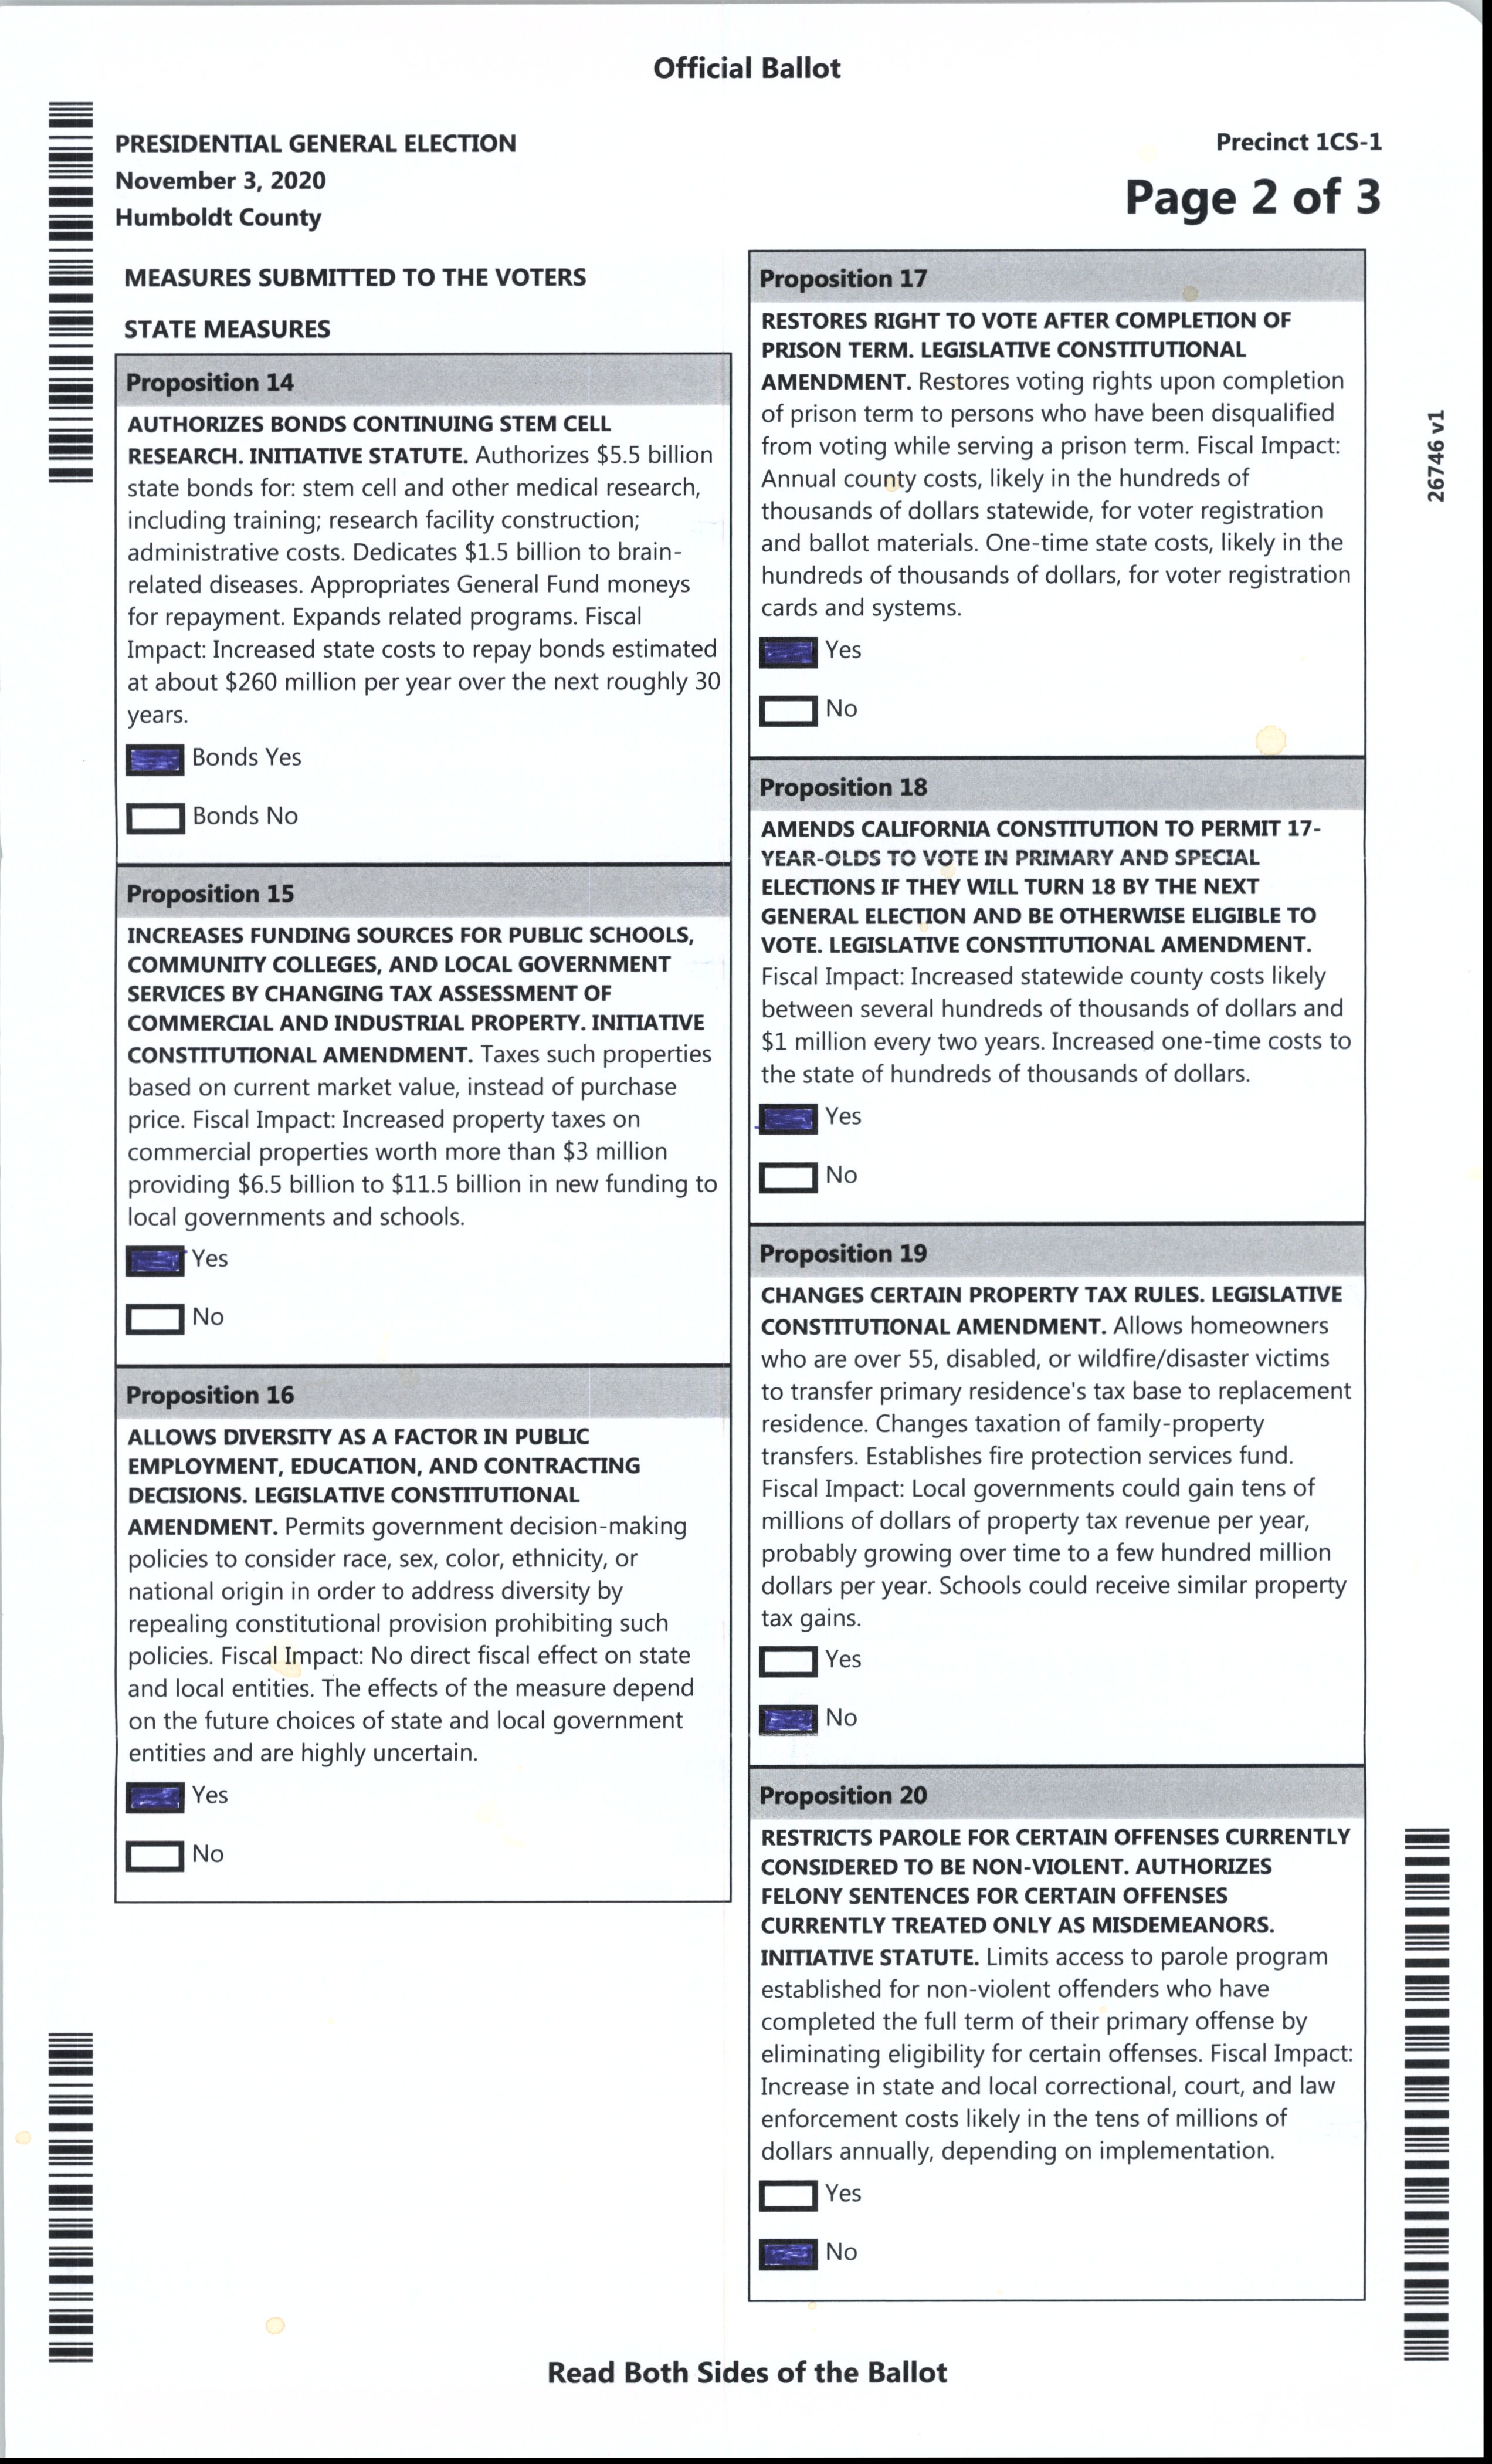 Official Ballot
PRESIDENTIAL GENERAL ELECTION
November 3, 2020
Humboldt County
Precinct 1CS-1
Page 2 of 3
MEASURES SUBMITTED TO THE VOTERS
STATE MEASURES
Proposition 14
AUTHORIZES BONDS CONTINUING STEM CELL
RESEARCH. INITIATIVE STATUTE. Authorizes $5.5 billion
state bonds for: stem cell and other medical research,
including training; research facility construction;
administrative costs. Dedicates $1.5 billion to brain-
related diseases. Appropriates General Fund moneys
for repayment. Expands related programs. Fiscal
Impact: Increased state costs to repay bonds estimated
at about $260 million per year over the next roughly 30
years.
Bonds Yes
Bonds No
Proposition 15
INCREASES FUNDING SOURCES FOR PUBLIC SCHOOLS,
COMMUNITY COLLEGES, AND LOCAL GOVERNMENT
SERVICES BY CHANGING TAX ASSESSMENT OF
COMMERCIAL AND INDUSTRIAL PROPERTY. INITIATIVE
CONSTITUTIONAL AMENDMENT. Taxes such properties
based on current market value, instead of purchase
price. Fiscal Impact: Increased property taxes on
commercial properties worth more than $3 million
providing $6.5 billion to $11.5 billion in new funding to
local governments and schools.
Yes
No
Proposition 16
ALLOWS DIVERSITY AS A FACTOR IN PUBLIC
EMPLOYMENT, EDUCATION, AND CONTRACTING
DECISIONS. LEGISLATIVE CONSTITUTIONAL
AMENDMENT. Permits government decision-making
policies to consider race, sex, color, ethnicity, or
national origin in order to address diversity by
repealing constitutional provision prohibiting such
policies. Fiscal Impact: No direct fiscal effect on state
and local entities. The effects of the measure depend
on the future choices of state and local government
entities and are highly uncertain.
Yes
No
Proposition 17
RESTORES RIGHT TO VOTE AFTER COMPLETION OF
PRISON TERM. LEGISLATIVE CONSTITUTIONAL
AMENDMENT. Restores voting rights upon completion
of prison term to persons who have been disqualified
from voting while serving a prison term. Fiscal Impact:
Annual county costs, likely in the hundreds of
thousands of dollars statewide, for voter registration
and ballot materials. One-time state costs, likely in the
hundreds of thousands of dollars, for voter registration
cards and systems.
Yes
No
Proposition 18
AMENDS CALIFORNIA CONSTITUTION TO PERMIT 17-
YEAR-OLDS TO VOTE IN PRIMARY AND SPECIAL
ELECTIONS IF THEY WILL TURN 18 BY THE NEXT
GENERAL ELECTION AND BE OTHERWISE ELIGIBLE TO
VOTE. LEGISLATIVE CONSTITUTIONAL AMENDMENT.
Fiscal Impact: Increased statewide county costs likely
between several hundreds of thousands of dollars and
$1 million every two years. Increased one-time costs to
the state of hundreds of thousands of dollars.
Yes
No
Proposition 19
CHANGES CERTAIN PROPERTY TAX RULES. LEGISLATIVE
CONSTITUTIONAL AMENDMENT. Allows homeowners
who are over 55, disabled, or wildfire/disaster victims
to transfer primary residence's tax base to replacement
residence. Changes taxation of family-property
transfers. Establishes fire protection services fund.
Fiscal Impact: Local governments could gain tens of
millions of dollars of property tax revenue per year,
probably growing over time to a few hundred million
dollars per year. Schools could receive similar property
tax gains.
Yes
No
Proposition 20
RESTRICTS PAROLE FOR CERTAIN OFFENSES CURRENTLY
CONSIDERED TO BE NON-VIOLENT. AUTHORIZES
FELONY SENTENCES FOR CERTAIN OFFENSES
CURRENTLY TREATED ONLY AS MISDEMEANORS.
INITIATIVE STATUTE. Limits access to parole program
established for non-violent offenders who have
completed the full term of their primary offense by
eliminating eligibility for certain offenses. Fiscal Impact:
Increase in state and local correctional, court, and law
enforcement costs likely in the tens of millions of
dollars annually, depending on implementation.
Yes
No
26746 v1
Read Both Sides of the Ballot